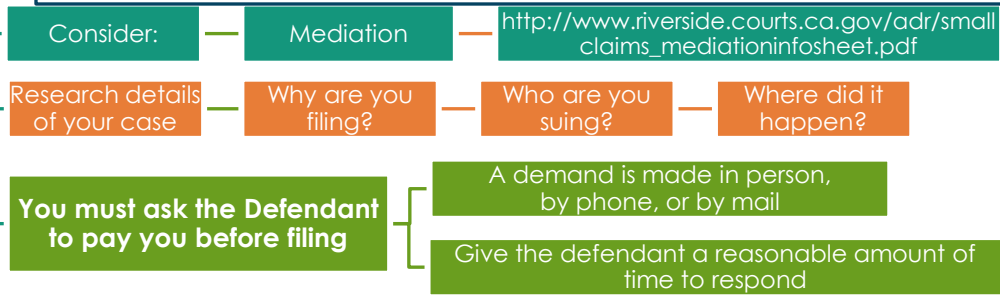 Consider:
Mediation
http://www.riverside.courts.ca.gov/adr/small
claims_mediationinfosheet.pdf
Research details
of your case
Why are you
filing?
Who are you
suing?
Where did it
happen?
You must ask the Defendant
to pay you before filing
A demand is made in person,
by phone, or by mail
Give the defendant a reasonable amount of
time to respond